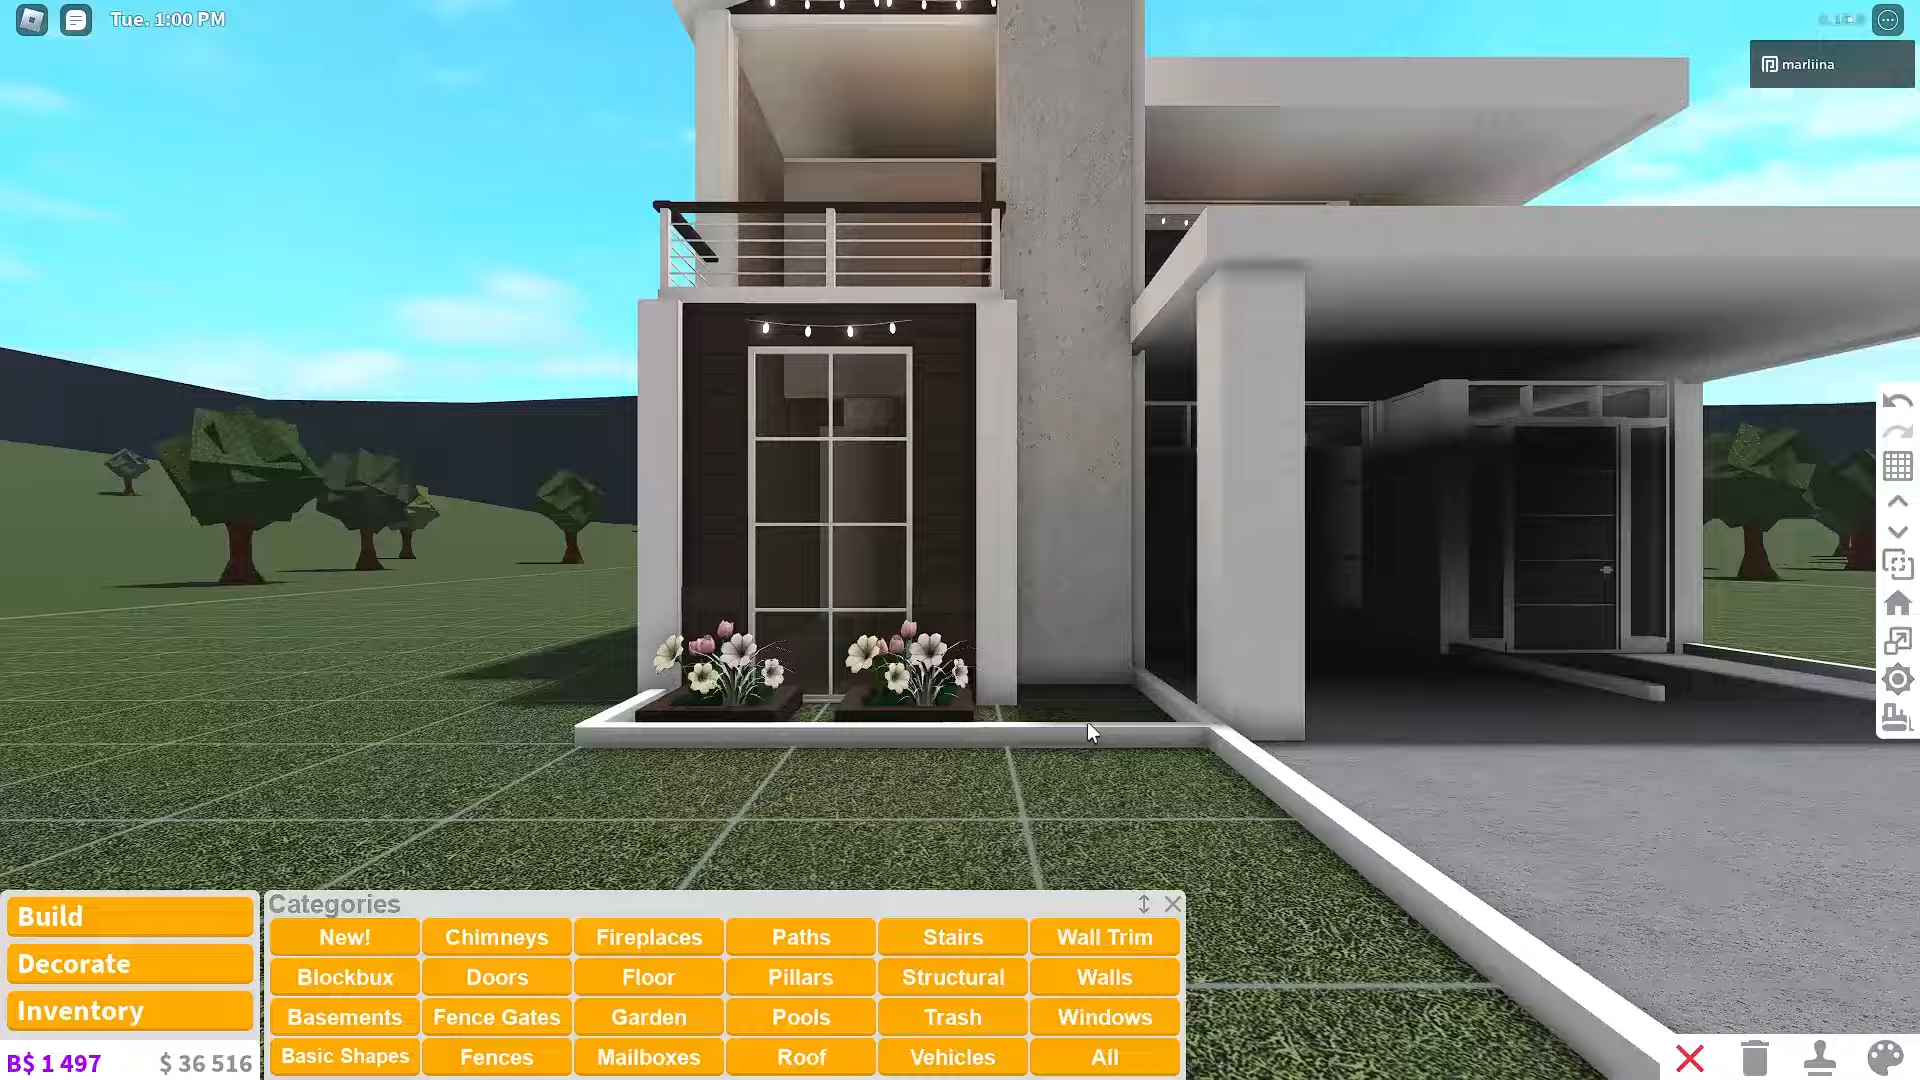 Tue. 1:00 PM
marliina
Build
Decorate
Inventory
B$ 1 497 $ 36 516
Categories
New! Chimneys Fireplaces Paths Stairs Wall Trim
Blockbux Doors Floor Pillars Structural Walls
Basements Fence Gates Garden Pools Trash Windows
Basic Shapes Fences Mailboxes Roof Vehicles All